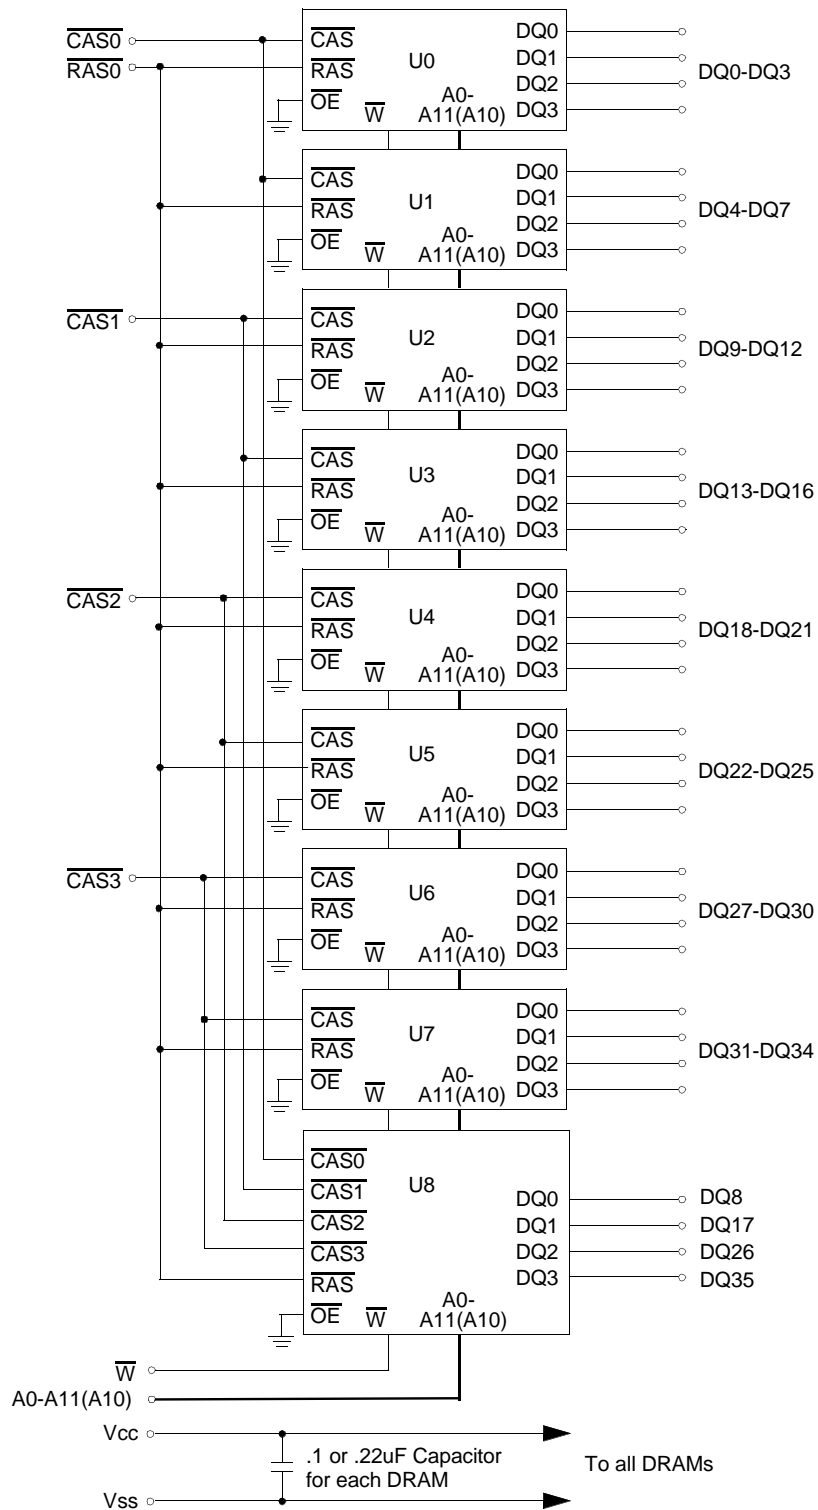 CAS0
RAS0
CAS
RAS
OE
U0
W
A0-
A11(A10)
DQ0
DQ1
DQ2
DQ3
DQ0-DQ3
CAS
RAS
OE
U1
W
A0-
A11(A10)
DQ0
DQ1
DQ2
DQ3
DQ4-DQ7
CAS1
CAS
RAS
OE
U2
W
A0-
A11(A10)
DQ0
DQ1
DQ2
DQ3
DQ9-DQ12
CAS
RAS
OE
U3
W
A0-
A11(A10)
DQ0
DQ1
DQ2
DQ3
DQ13-DQ16
CAS2
CAS
RAS
OE
U4
W
A0-
A11(A10)
DQ0
DQ1
DQ2
DQ3
DQ18-DQ21
CAS
RAS
OE
U5
W
A0-
A11(A10)
DQ0
DQ1
DQ2
DQ3
DQ22-DQ25
CAS3
CAS
RAS
OE
U6
W
A0-
A11(A10)
DQ0
DQ1
DQ2
DQ3
DQ27-DQ30
CAS
RAS
OE
U7
W
A0-
A11(A10)
DQ0
DQ1
DQ2
DQ3
DQ31-DQ34
CAS0
CAS1
CAS2
CAS3
RAS
OE
U8
W
A0-
A11(A10)
DQ0
DQ1
DQ2
DQ3
DQ8
DQ17
DQ26
DQ35
W
A0-A11(A10)
Vcc
.1 or .22uF Capacitor
for each DRAM
To all DRAMs
Vss